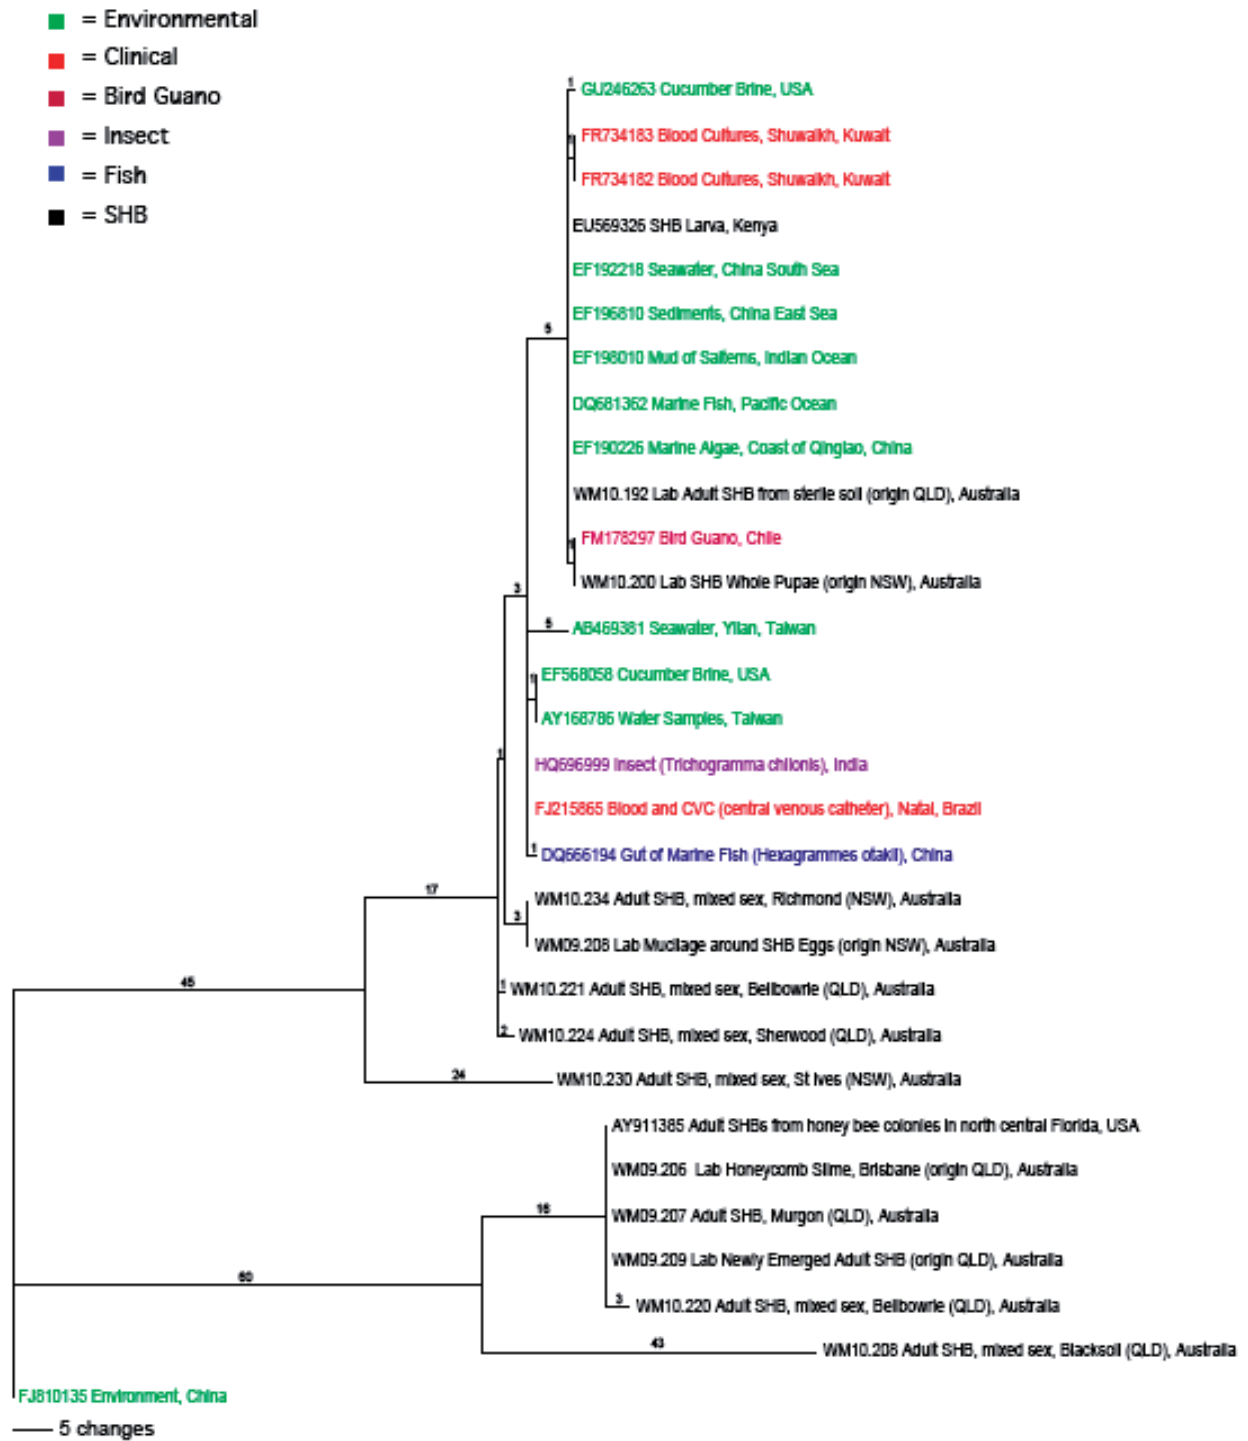 = Environmental
= Clinical
= Bird Guano
= Insect
= Fish
= SHB
1
GU246263 Cucumber Brine, USA
1
FR734183 Blood Cultures, Shuwaikh, Kuwait
FR734182 Blood Cultures, Shuwaikh, Kuwait
EU569326 SHB Larva, Kenya
EF192218 Seawater, China South Sea
EF196810 Sediments, China East Sea
5
EF198010 Mud of Salterns, Indian Ocean
DQ681362 Marine Fish, Pacific Ocean
EF190226 Marine Algae, Coast of Qingiao, China
WM10.192 Lab Adult SHB from sterile soil (origin QLD), Australia
1
FM178297 Bird Guano, Chile
WM10.200 Lab SHB Whole Pupae (origin NSW), Australia
3
5
AB469381 Seawater, Yilan, Taiwan
1
EF568058 Cucumber Brine, USA
AY168786 Water Samples, Taiwan
1
HQ696999 Insect (Trichogramma chilonis), India
FJ215865 Blood and CVC (central venous catheter), Natal, Brazil
1
DQ666194 Gut of Marine Fish (Hexagrammes otakii), China
17
WM10.234 Adult SHB, mixed sex, Richmond (NSW), Australia
3
WM09.208 Lab Mucilage around SHB Eggs (origin NSW), Australia
45
1
WM10.221 Adult SHB, mixed sex, Bellbowrie (QLD), Australia
2
WM10.224 Adult SHB, mixed sex, Sherwood (QLD), Australia
24
WM10.230 Adult SHB, mixed sex, St Ives (NSW), Australia
AY911385 Adult SHBs from honey bee colonies in north central Florida, USA
WM09.206 Lab Honeycomb Slime, Brisbane (origin QLD), Australia
16
WM09.207 Adult SHB, Murgon (QLD), Australia
WM09.209 Lab Newly Emerged Adult SHB (origin QLD), Australia
60
3
WM10.220 Adult SHB, mixed sex, Bellbowrie (QLD), Australia
43
WM10.208 Adult SHB, mixed sex, Blacksoil (QLD), Australia
FJ810135 Environment, China
5 changes